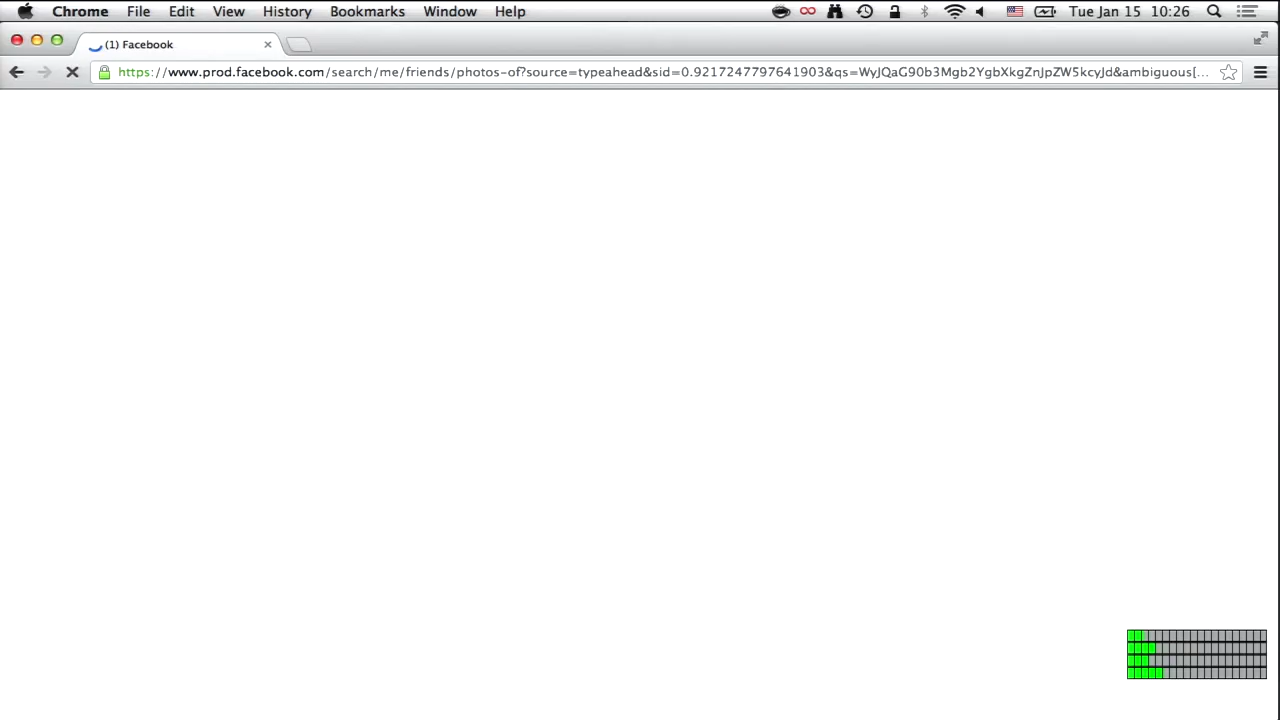 Chrome File Edit View History Bookmarks Window Help Tue Jan 15 10:26
(1) Facebook
https://www.prod.facebook.com/search/me/friends/photos-of?source=typeahead&sid=0.9217247797641903&qs=WyJQaG90b3Mgb2YgbXkgZnJpZW5kcyJd&ambiguous[...